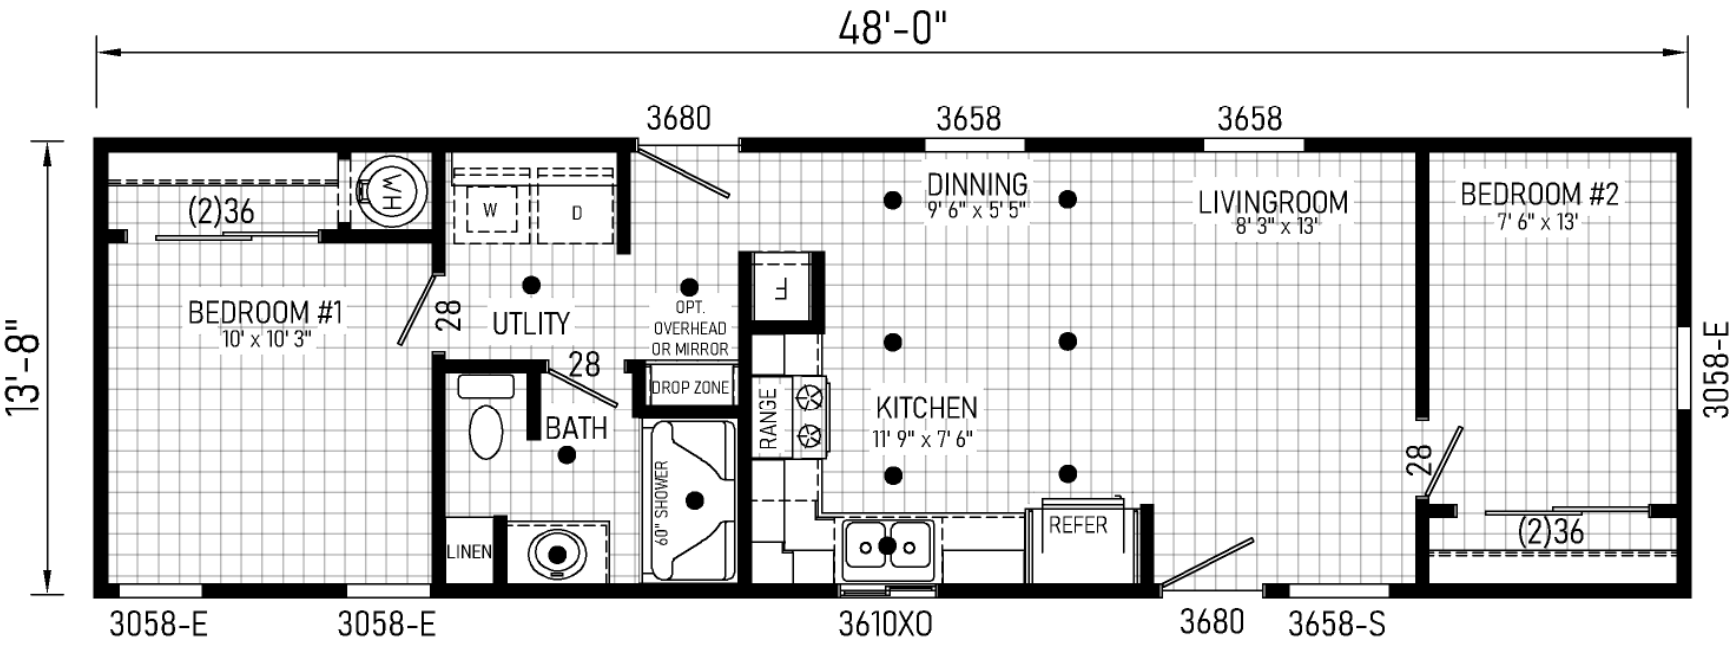 48'-0"
3680
3658
3658
13'-8"
(2)36
WH
W
D
DINNING
9' 6" x 5' 5"
LIVINGROOM
8' 3" x 13'
BEDROOM #2
7' 6" x 13'
BEDROOM #1
10' x 10' 3"
28
UTLITY
OPT.
OVERHEAD
OR MIRROR
F
28
DROP ZONE
3058-E
BATH
RANGE
KITCHEN
11' 9" x 7' 6"
28
60" SHOWER
LINEN
REFER
(2)36
3058-E
3058-E
3610XO
3680
3658-S